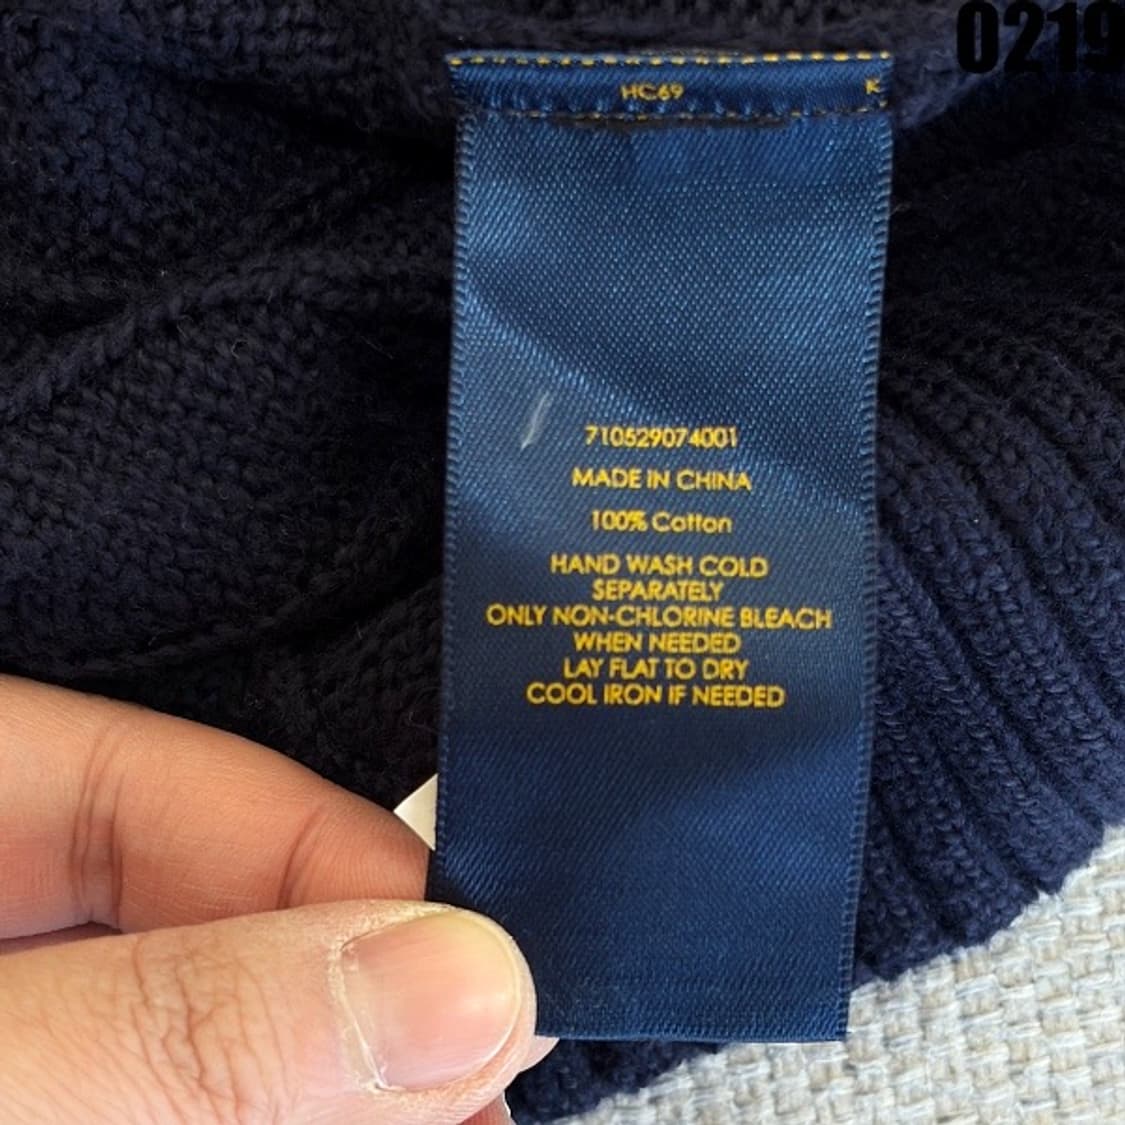 0219
HC69 K
710529074001
MADE IN CHINA
100% Cotton
HAND WASH COLD
SEPARATELY
ONLY NON-CHLORINE BLEACH
WHEN NEEDED
LAY FLAT TO DRY
COOL IRON IF NEEDED